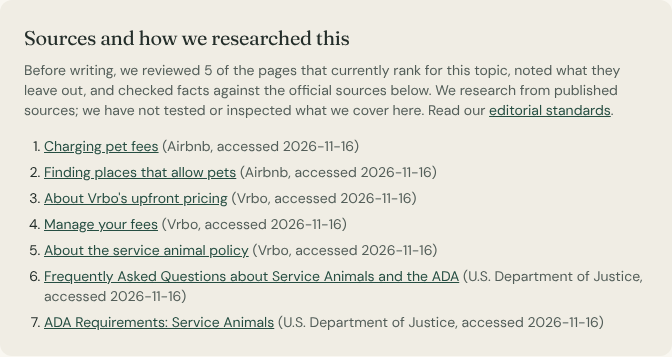 Sources and how we researched this
Before writing, we reviewed 5 of the pages that currently rank for this topic, noted what they
leave out, and checked facts against the official sources below. We research from published
sources; we have not tested or inspected what we cover here. Read our editorial standards.
1. Charging pet fees (Airbnb, accessed 2026-11-16)
2. Finding places that allow pets (Airbnb, accessed 2026-11-16)
3. About Vrbo's upfront pricing (Vrbo, accessed 2026-11-16)
4. Manage your fees (Vrbo, accessed 2026-11-16)
5. About the service animal policy (Vrbo, accessed 2026-11-16)
6. Frequently Asked Questions about Service Animals and the ADA (U.S. Department of Justice,
accessed 2026-11-16)
7. ADA Requirements: Service Animals (U.S. Department of Justice, accessed 2026-11-16)